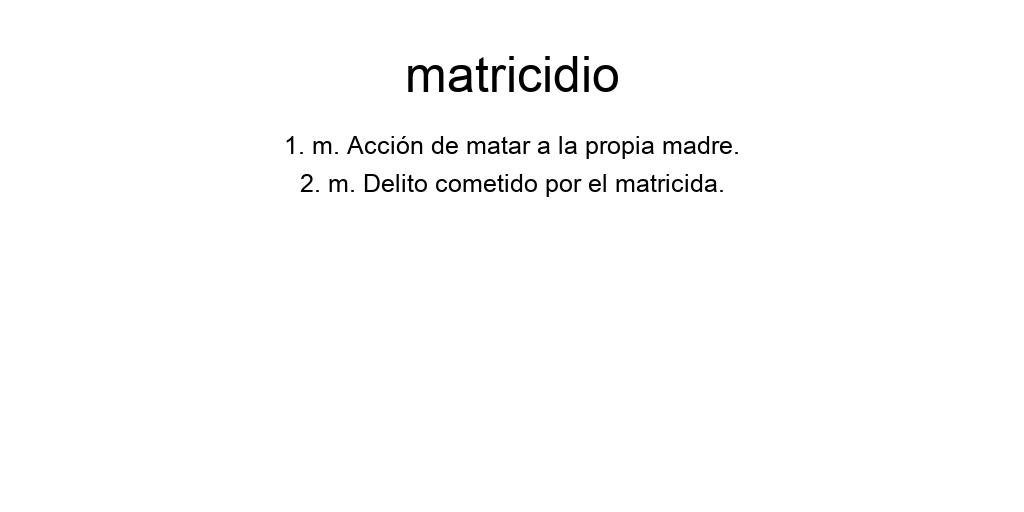 matricidio
1. m. Acción de matar a la propia madre.
2. m. Delito cometido por el matricida.